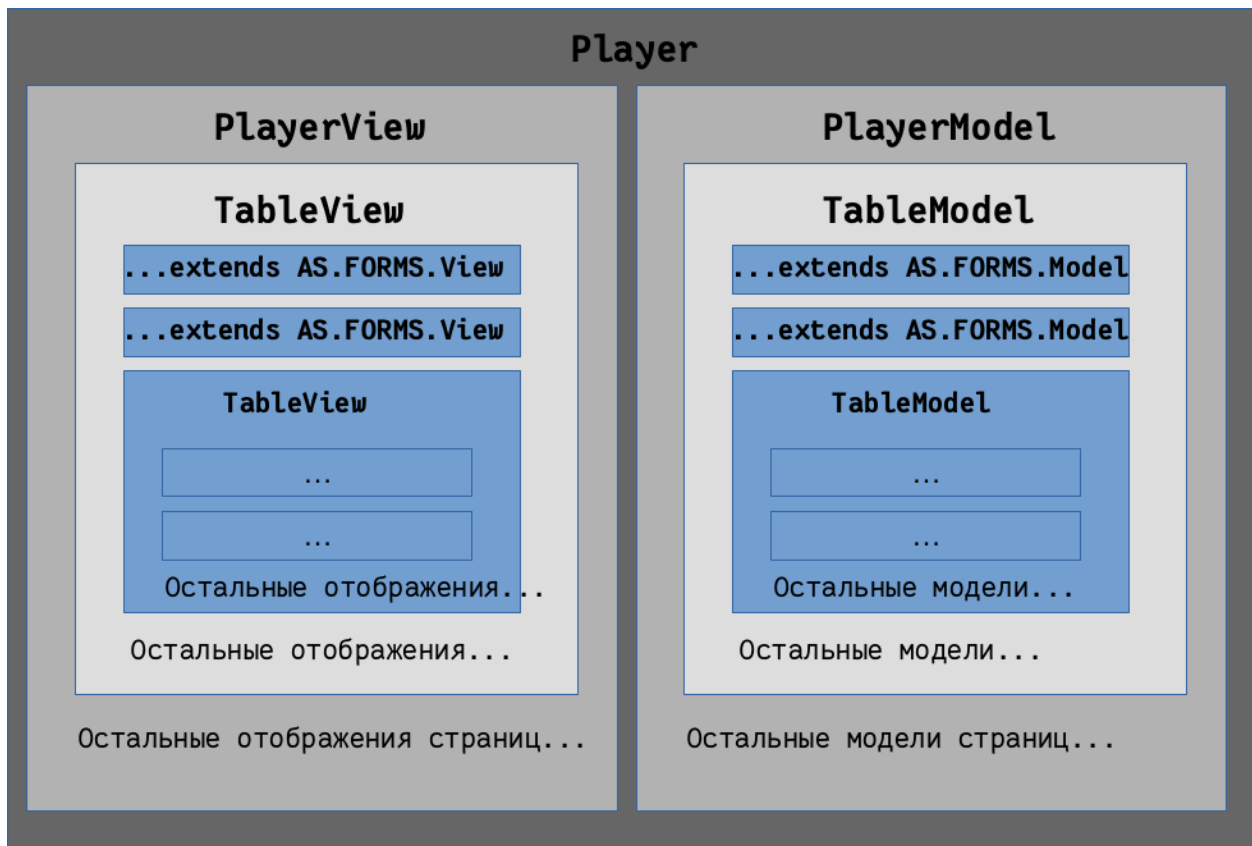 Player
PlayerView
TableView
...extends AS.FORMS.View
...extends AS.FORMS.View
TableView
...
...
Остальные отображения...
Остальные отображения...
Остальные отображения страниц...
PlayerModel
TableModel
...extends AS.FORMS.Model
...extends AS.FORMS.Model
TableModel
...
...
Остальные модели...
Остальные модели...
Остальные модели страниц...